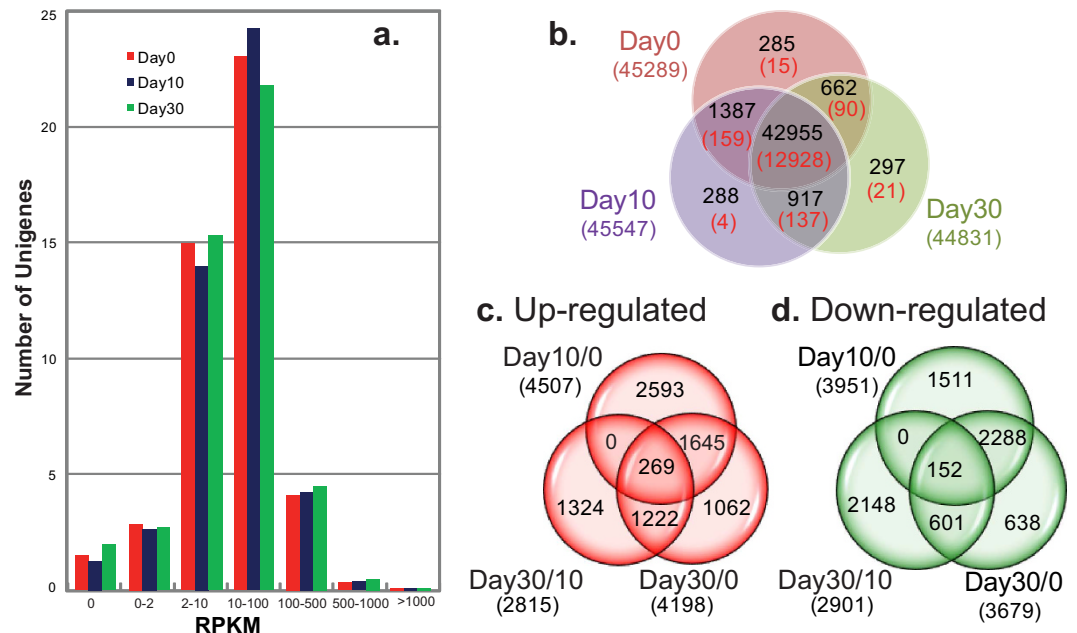 a.
25
20
15
10
5
0
Number of Unigenes
Day0
Day10
Day30
0
0-2
2-10
10-100
100-500
500-1000
>1000
RPKM
b.
Day0
(45289)
285
(15)
662
(90)
1387
(159)
42955
(12928)
297
(21)
288
(4)
917
(137)
Day10
(45547)
Day30
(44831)
c. Up-regulated
Day10/0
(4507)
2593
0
1645
269
1324
1222
1062
Day30/10
(2815)
Day30/0
(4198)
d. Down-regulated
Day10/0
(3951)
1511
0
2288
152
2148
601
638
Day30/10
(2901)
Day30/0
(3679)